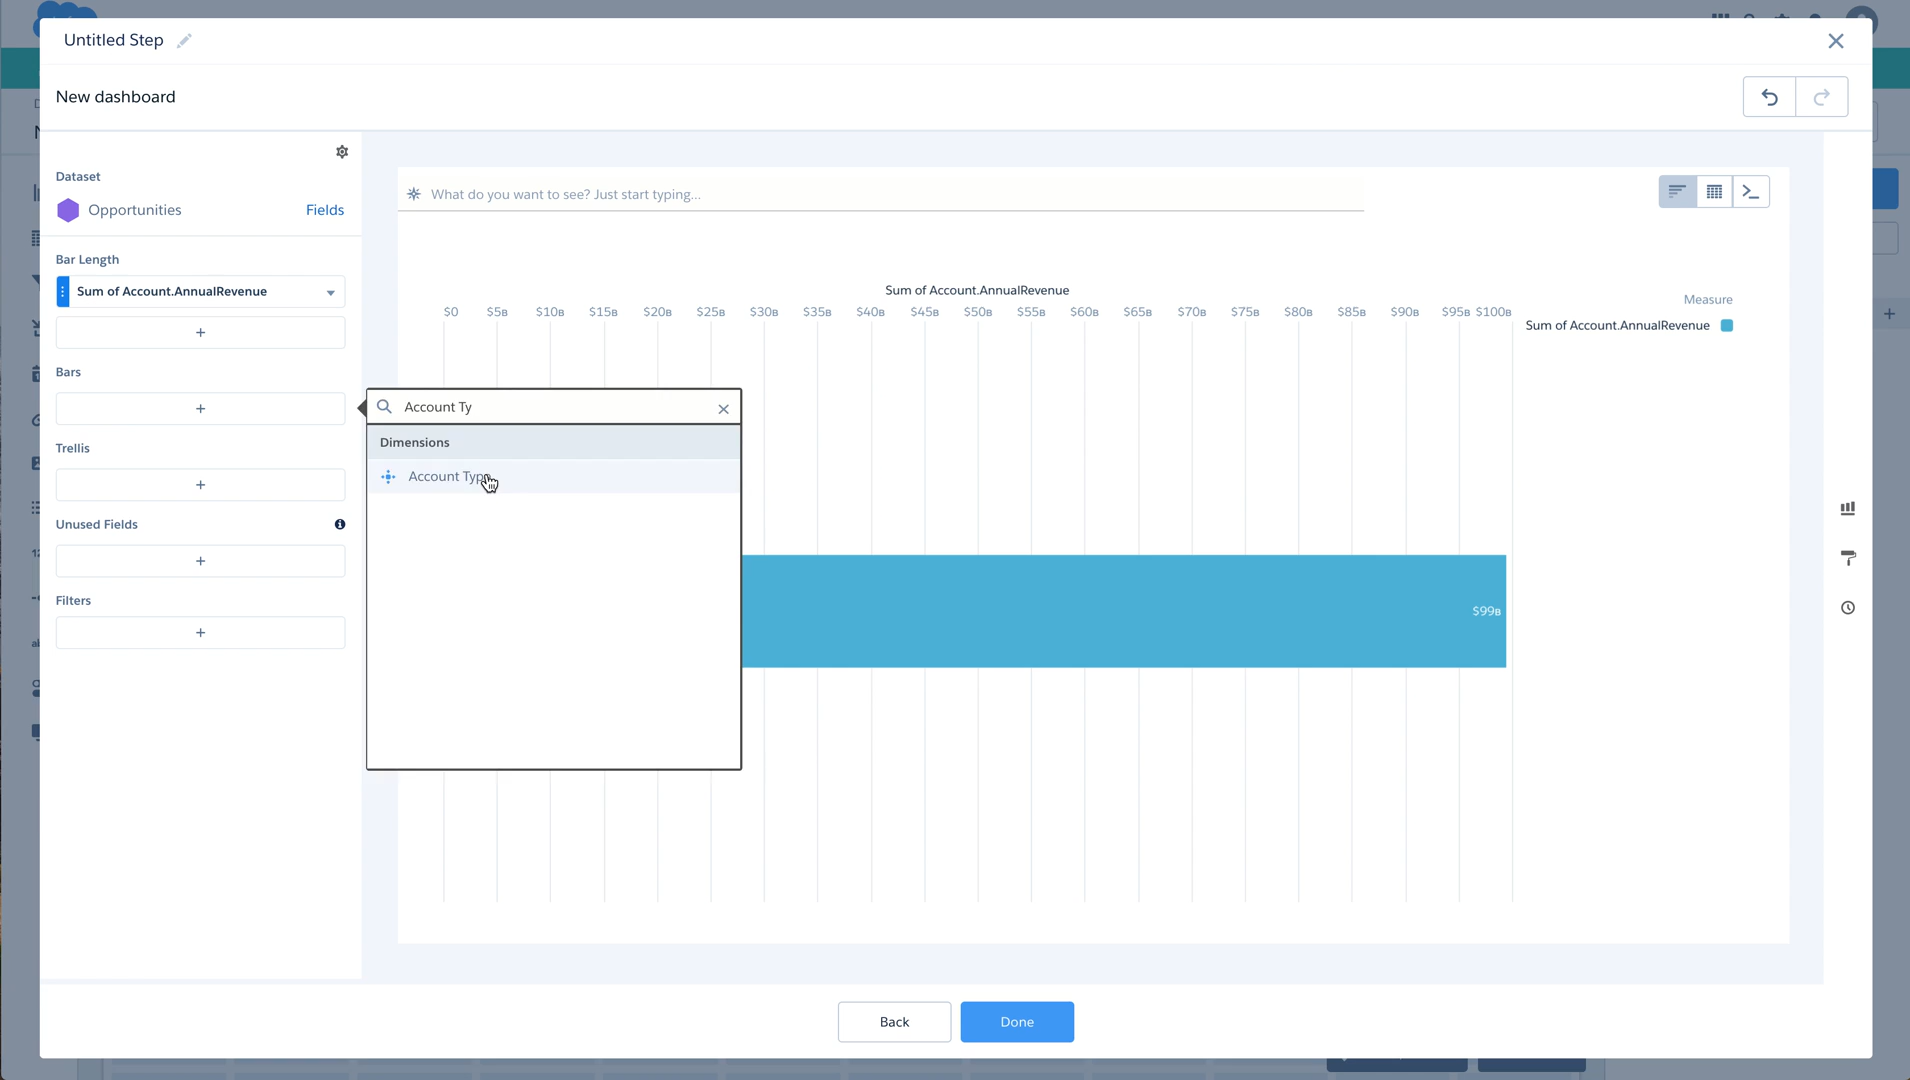 Untitled Step
New dashboard
Dataset
Opportunities
Fields
Bar Length
Sum of Account.AnnualRevenue
+
Bars
+
Trellis
+
Unused Fields
+
Filters
+
What do you want to see? Just start typing...
Sum of Account.AnnualRevenue
$0 $5B $10B $15B $20B $25B $30B $35B $40B $45B $50B $55B $60B $65B $70B $75B $80B $85B $90B $95B $100B
Measure
Sum of Account.AnnualRevenue
Account Ty
Dimensions
Account Type
$99B
Back
Done